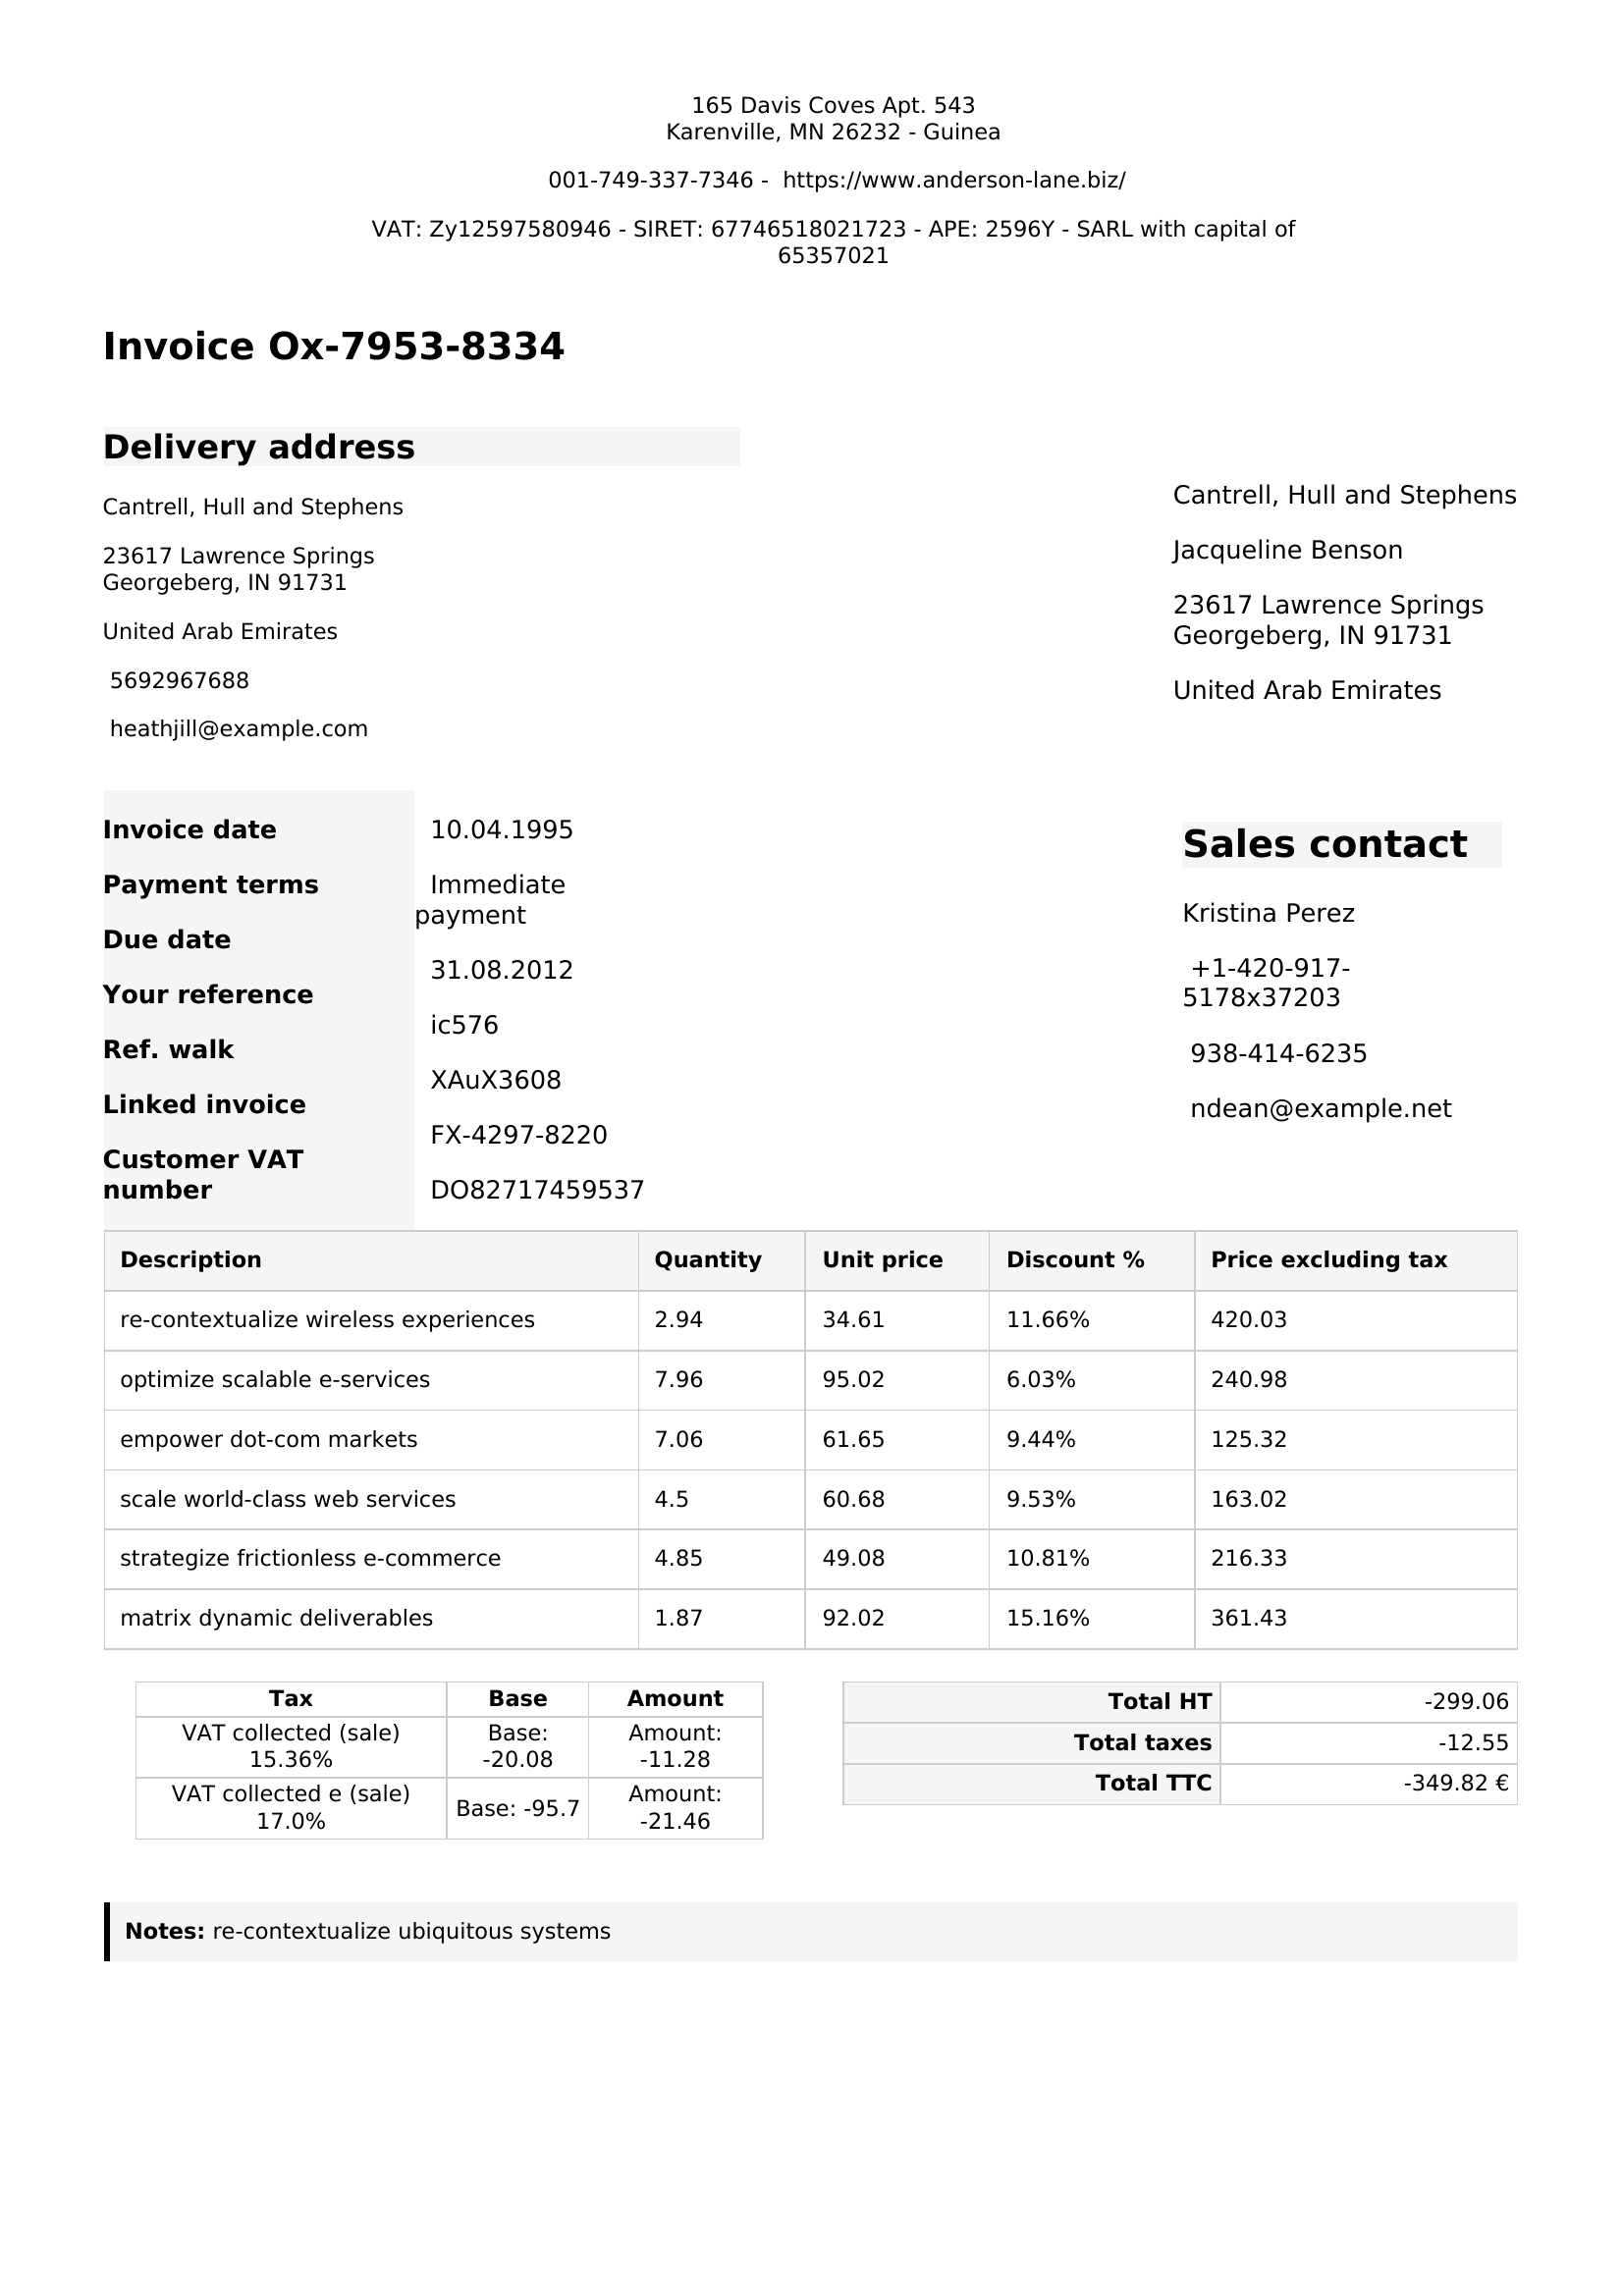 165 Davis Coves Apt. 543
Karenville, MN 26232 - Guinea
001-749-337-7346 - https://www.anderson-lane.biz/
VAT: Zy12597580946 - SIRET: 67746518021723 - APE: 2596Y - SARL with capital of
65357021
Invoice Ox-7953-8334
Delivery address
Cantrell, Hull and Stephens
23617 Lawrence Springs
Georgeberg, IN 91731
United Arab Emirates
5692967688
heathjill@example.com
Cantrell, Hull and Stephens
Jacqueline Benson
23617 Lawrence Springs
Georgeberg, IN 91731
United Arab Emirates
Invoice date
Payment terms
Due date
Your reference
Ref. walk
Linked invoice
Customer VAT
number
10.04.1995
Immediate
payment
31.08.2012
ic576
XAuX3608
FX-4297-8220
DO82717459537
Sales contact
Kristina Perez
+1-420-917-
5178x37203
938-414-6235
ndean@example.net
Description Quantity Unit price Discount % Price excluding tax
re-contextualize wireless experiences 2.94 34.61 11.66% 420.03
optimize scalable e-services 7.96 95.02 6.03% 240.98
empower dot-com markets 7.06 61.65 9.44% 125.32
scale world-class web services 4.5 60.68 9.53% 163.02
strategize frictionless e-commerce 4.85 49.08 10.81% 216.33
matrix dynamic deliverables 1.87 92.02 15.16% 361.43
Tax Base Amount
VAT collected (sale) Base: Amount:
15.36% -20.08 -11.28
VAT collected e (sale) Base: -95.7 Amount:
17.0% -21.46
Total HT -299.06
Total taxes -12.55
Total TTC -349.82 €
Notes: re-contextualize ubiquitous systems